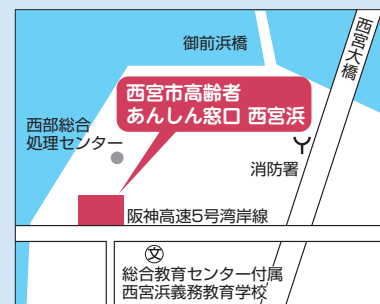 御前浜橋
西宮大橋
西宮市高齢者
あんしん窓口 西宮浜
西部総合
処理センター
消防署
阪神高速5号湾岸線
文
総合教育センター付属
西宮浜義務教育学校